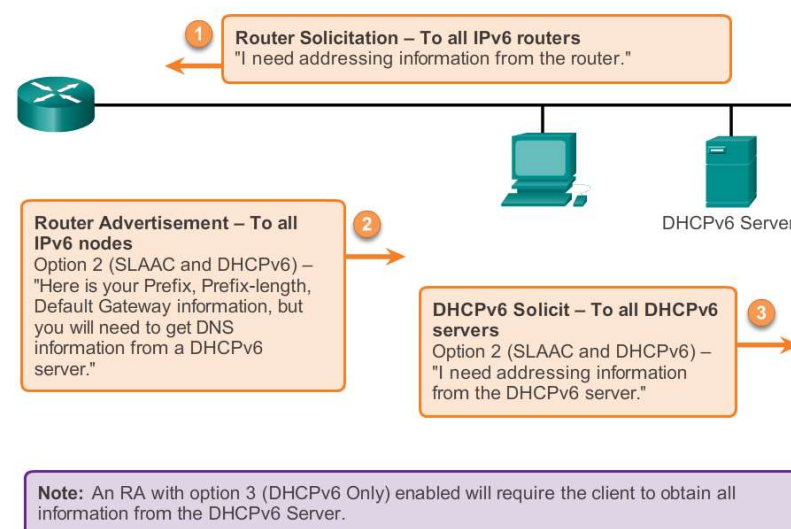 1
Router Solicitation – To all IPv6 routers
"I need addressing information from the router."
DHCPv6 Server
Router Advertisement – To all
IPv6 nodes
Option 2 (SLAAC and DHCPv6) –
"Here is your Prefix, Prefix-length,
Default Gateway information, but
you will need to get DNS
information from a DHCPv6
server."
2
DHCPv6 Solicit – To all DHCPv6
servers
Option 2 (SLAAC and DHCPv6) –
"I need addressing information
from the DHCPv6 server."
3
Note: An RA with option 3 (DHCPv6 Only) enabled will require the client to obtain all
information from the DHCPv6 Server.